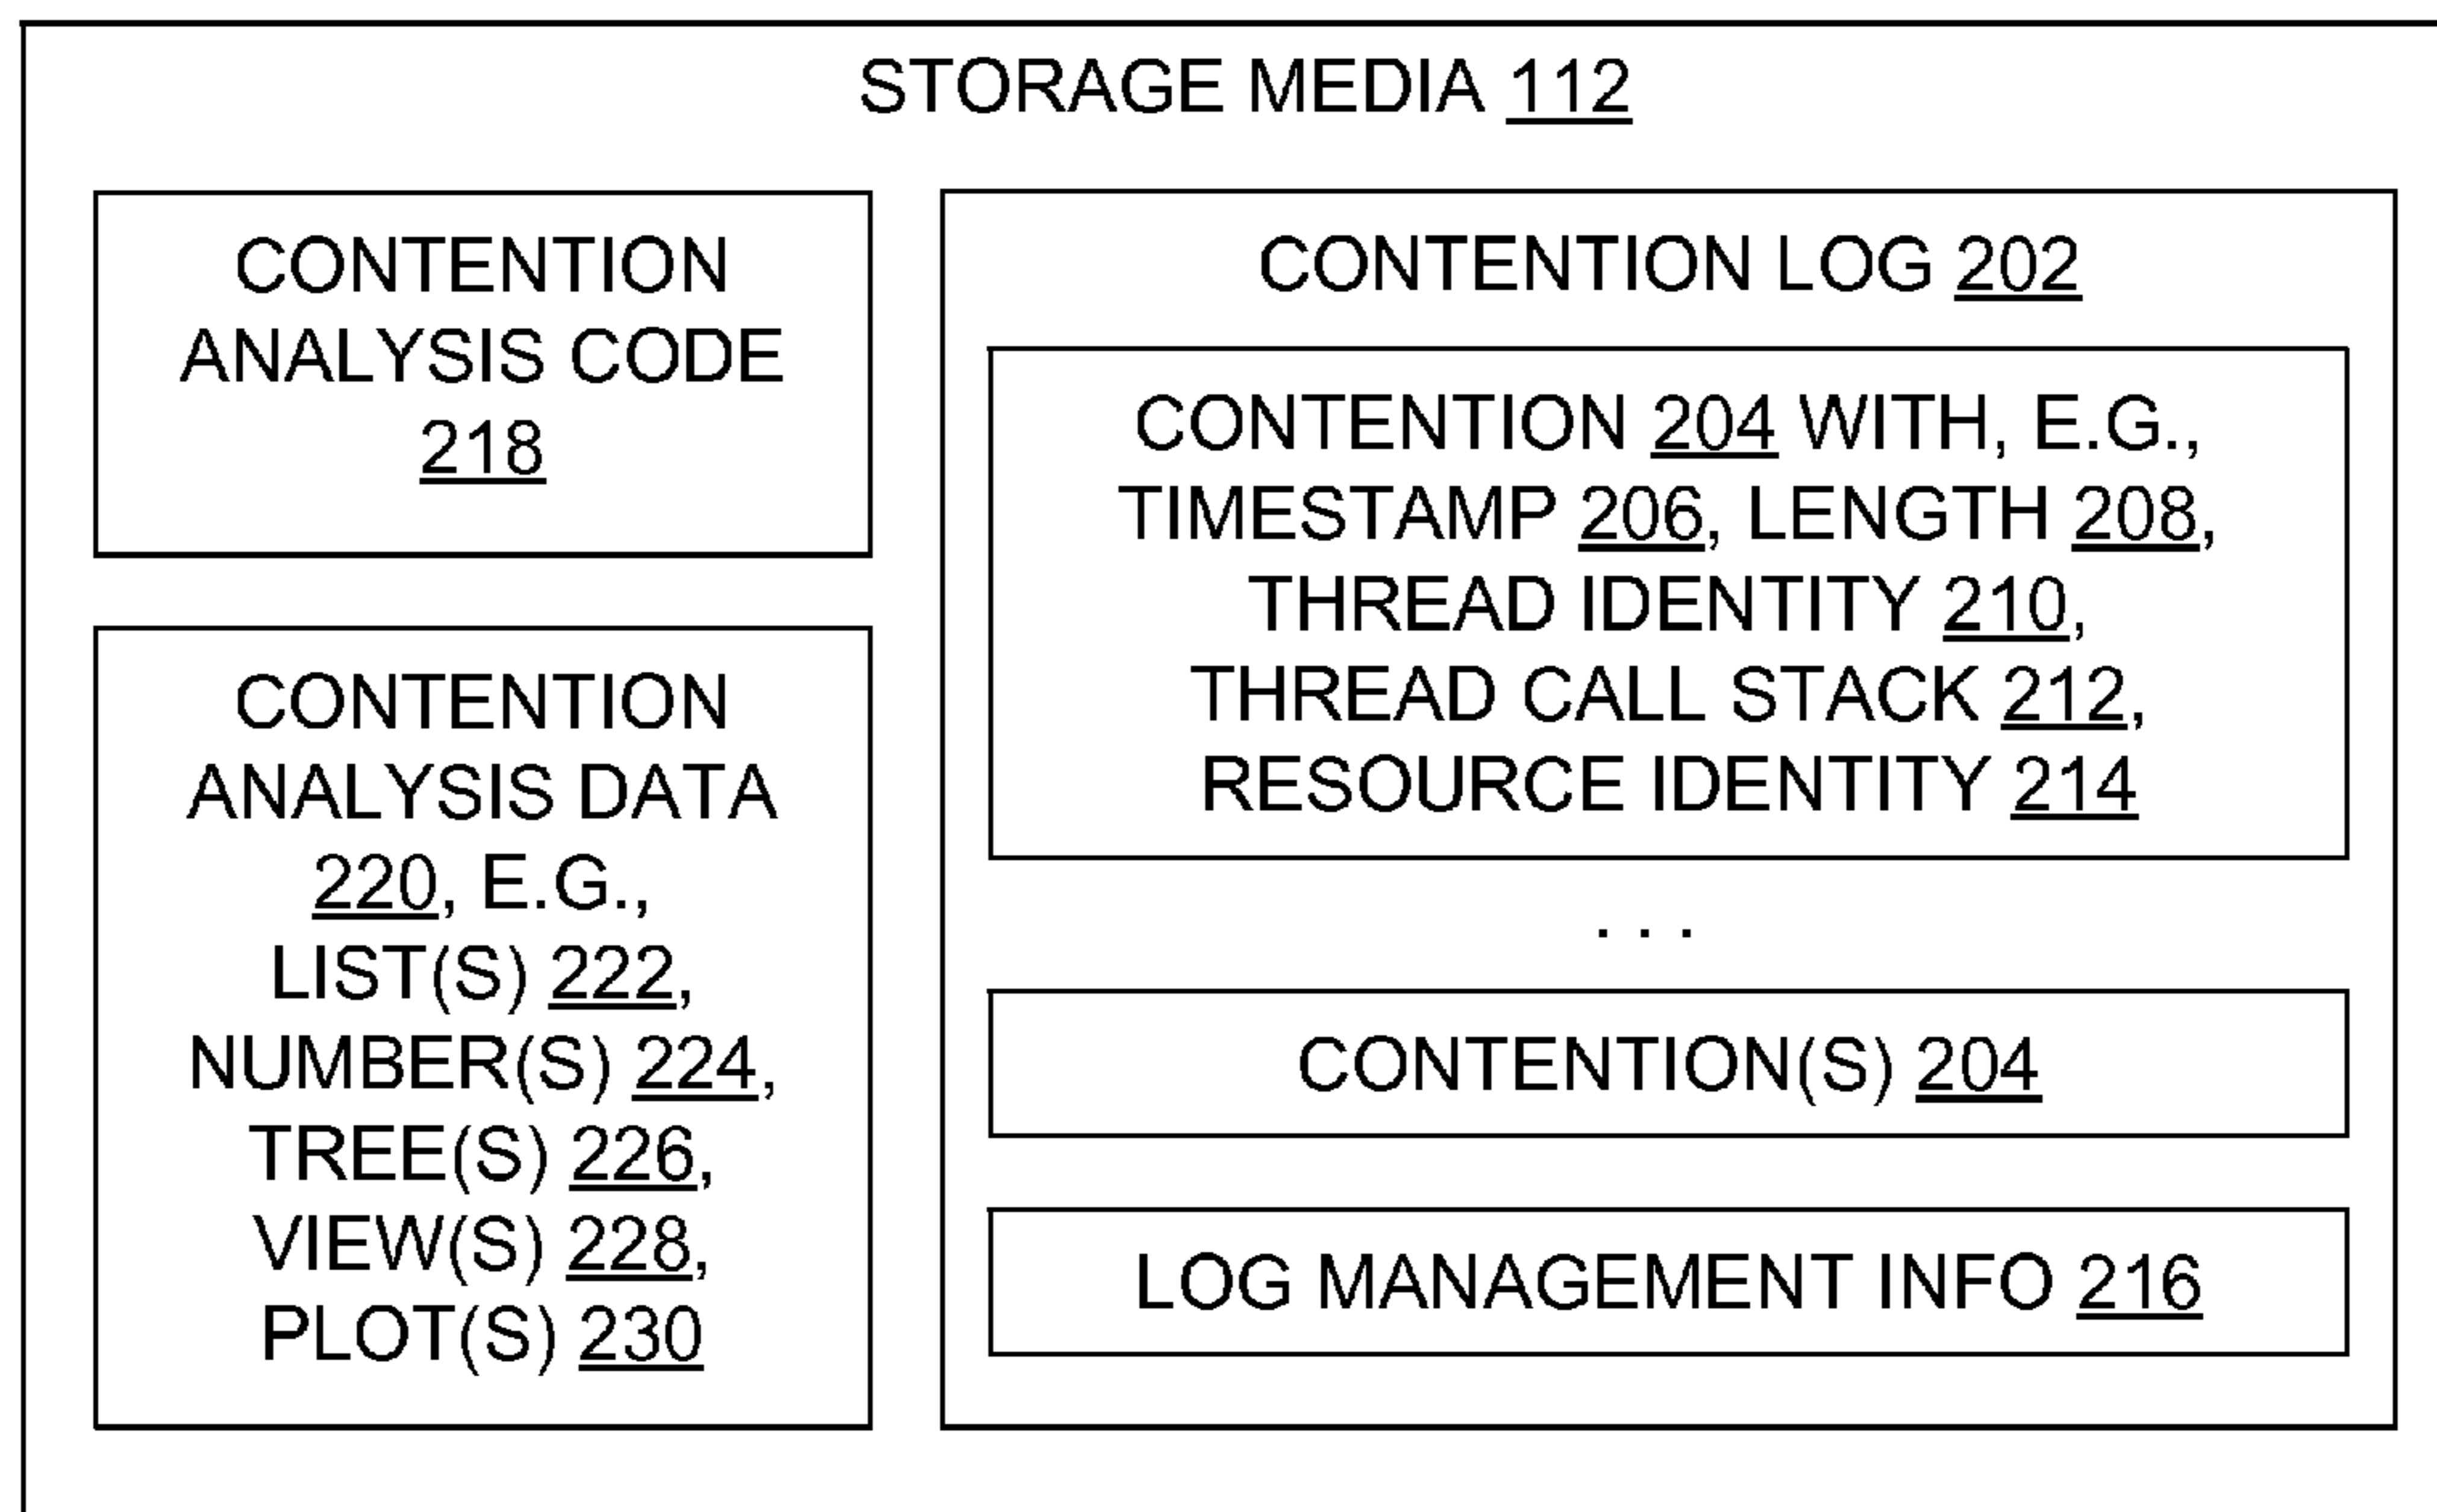 STORAGE MEDIA 112
CONTENTION
ANALYSIS CODE
218
CONTENTION
ANALYSIS DATA
220, E.G.,
LIST(S) 222,
NUMBER(S) 224,
TREE(S) 226,
VIEW(S) 228,
PLOT(S) 230
CONTENTION LOG 202
CONTENTION 204 WITH, E.G.,
TIMESTAMP 206, LENGTH 208,
THREAD IDENTITY 210,
THREAD CALL STACK 212,
RESOURCE IDENTITY 214
. . .
CONTENTION(S) 204
LOG MANAGEMENT INFO 216